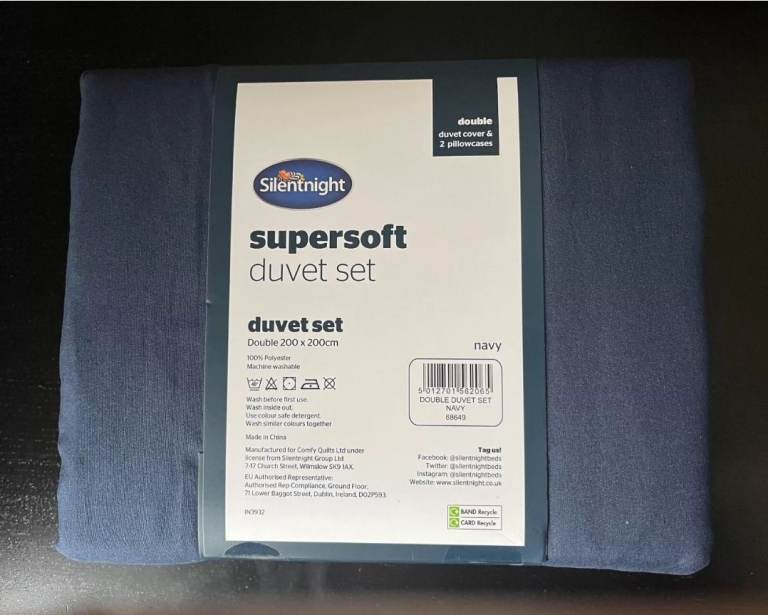 double
duvet cover &
2 pillowcases
Silentnight
supersoft
duvet set
duvet set
Double 200 x 200cm
navy
100% Polyester
Machine washable
5 012701 582065
DOUBLE DUVET SET
NAVY
68649
Wash before first use.
Wash inside out.
Use colour safe detergent.
Wash similar colours together
Made in China
Manufactured for Comfy Quilts Ltd under
license from Silentnight Group Ltd
7-17 Church Street, Wilmslow SK9 1AX.
EU Authorised Representative:
Authorised Rep Compliance, Ground Floor,
71 Lower Baggot Street, Dublin, Ireland, D02P593.
IN3932
Tag us!
Facebook: @silentnightbeds
Twitter: @silentnightbeds
Instagram: @silentnightbeds
Website: www.silentnight.co.uk
BAND Recycle
CARD Recycle